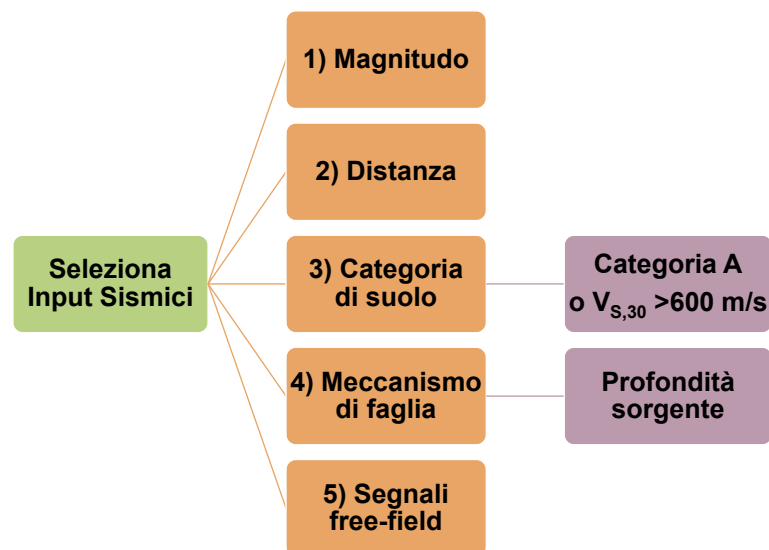 1) Magnitudo
2) Distanza
Seleziona
Input Sismici
3) Categoria
di suolo
Categoria A
o V_S,30 >600 m/s
4) Meccanismo
di faglia
Profondità
sorgente
5) Segnali
free-field